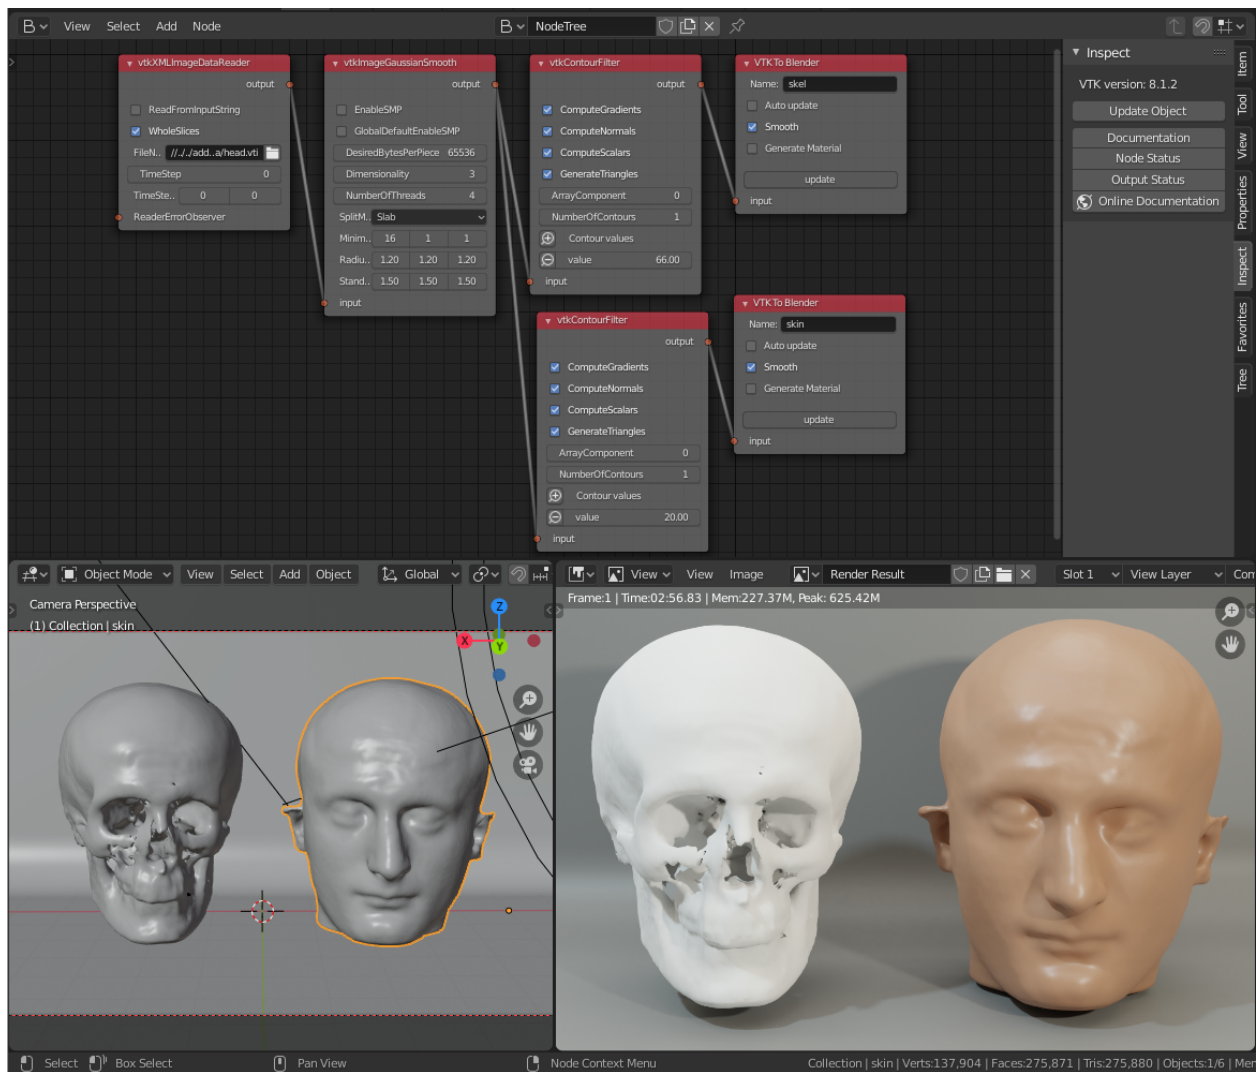 View Select Add Node
NodeTree
Inspect
VTK version: 8.1.2
Update Object
Documentation
Node Status
Output Status
Online Documentation
Item
Tool
View
Properties
Inspect
Favorites
Tree
vtkXMLImageDataReader
output
ReadFromInputString
WholeSlices
FileN.. //././add..a/head.vti
TimeStep 0
TimeSte.. 0 0
ReaderErrorObserver
vtkImageGaussianSmooth
output
EnableSMP
GlobalDefaultEnableSMP
DesiredBytesPerPiece 65536
Dimensionality 3
NumberOfThreads 4
SplitM.. Slab
Minim.. 16 1 1
Radiu.. 1.20 1.20 1.20
Stand.. 1.50 1.50 1.50
input
vtkContourFilter
output
ComputeGradients
ComputeNormals
ComputeScalars
GenerateTriangles
ArrayComponent 0
NumberOfContours 1
Contour values
value 66.00
input
VTK To Blender
Name: skel
Auto update
Smooth
Generate Material
update
input
vtkContourFilter
output
ComputeGradients
ComputeNormals
ComputeScalars
GenerateTriangles
ArrayComponent 0
NumberOfContours 1
Contour values
value 20.00
input
VTK To Blender
Name: skin
Auto update
Smooth
Generate Material
update
input
Object Mode View Select Add Object Global
Camera Perspective
(1) Collection | skin
Z
X
Y
View View Image Render Result Slot 1 View Layer Com
Frame:1 | Time:02:56.83 | Mem:227.37M, Peak: 625.42M
Select Box Select Pan View Node Context Menu Collection | skin | Verts:137,904 | Faces:275,871 | Tris:275,880 | Objects:1/6 | Mer